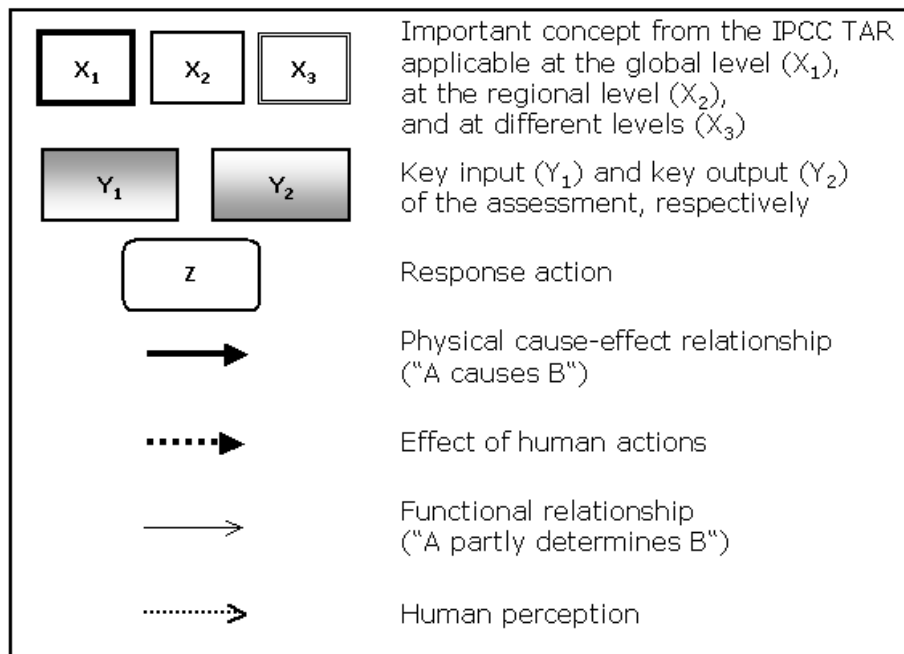 X₁ X₂ X₃
Important concept from the IPCC TAR
applicable at the global level (X₁),
at the regional level (X₂),
and at different levels (X₃)
Y₁ Y₂
Key input (Y₁) and key output (Y₂)
of the assessment, respectively
Z
Response action
Physical cause-effect relationship
("A causes B")
Effect of human actions
Functional relationship
("A partly determines B")
Human perception